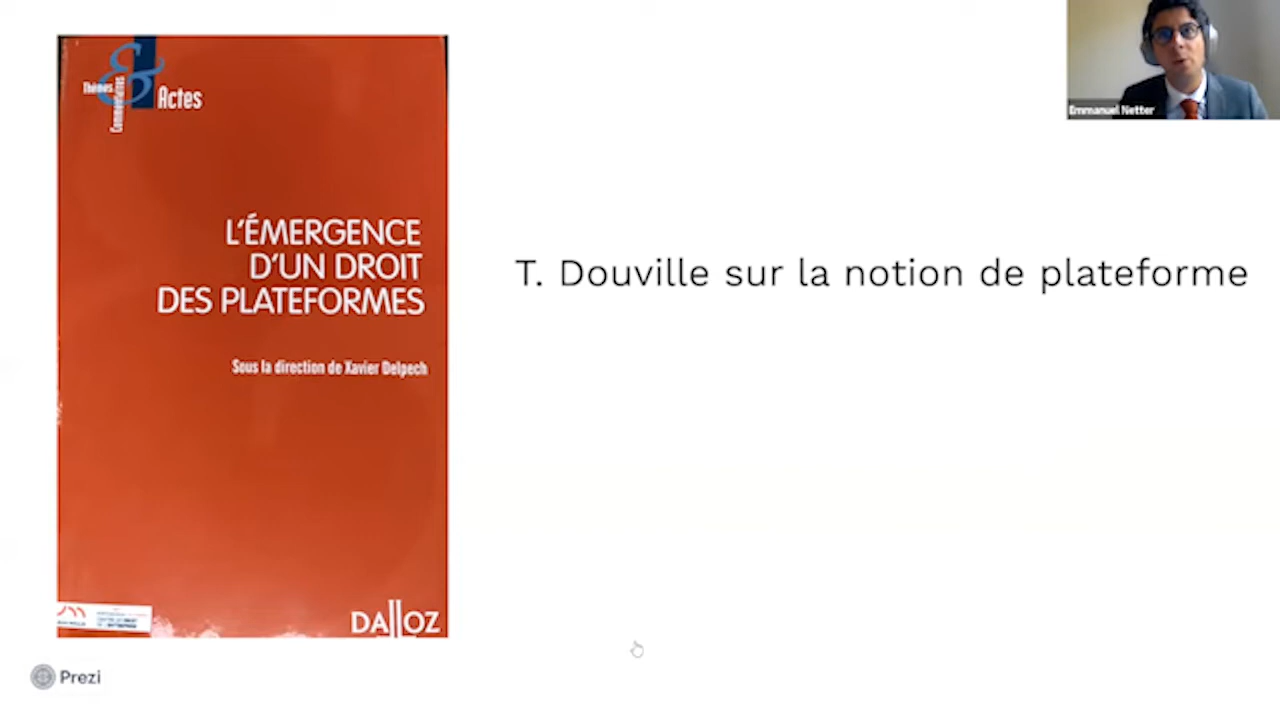 Thèmes
Commentaires
&
Actes
L'ÉMERGENCE
D'UN DROIT
DES PLATEFORMES
Sous la direction de Xavier Delpech
DALLOZ
T. Douville sur la notion de plateforme
Emmanuel Netter
Prezi